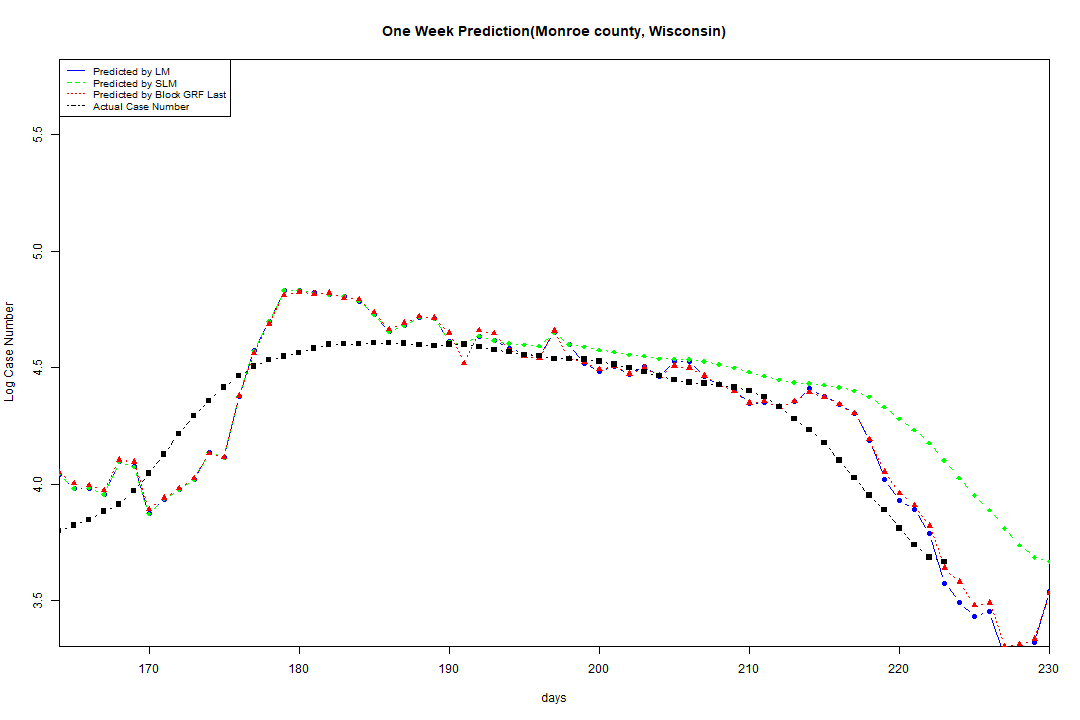 One Week Prediction(Monroe county, Wisconsin)
Predicted by LM
Predicted by SLM
Predicted by Block GRF Last
Actual Case Number
5.5
5.0
4.5
4.0
3.5
Log Case Number
170 180 190 200 210 220 230
days